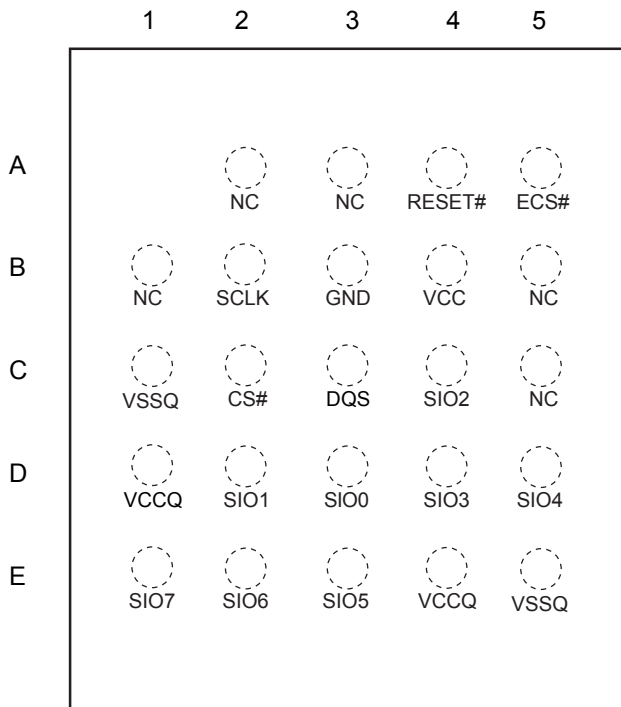 1 2 3 4 5
A
NC NC RESET# ECS#
B
NC SCLK GND VCC NC
C
VSSQ CS# DQS SIO2 NC
D
VCCQ SIO1 SIO0 SIO3 SIO4
E
SIO7 SIO6 SIO5 VCCQ VSSQ